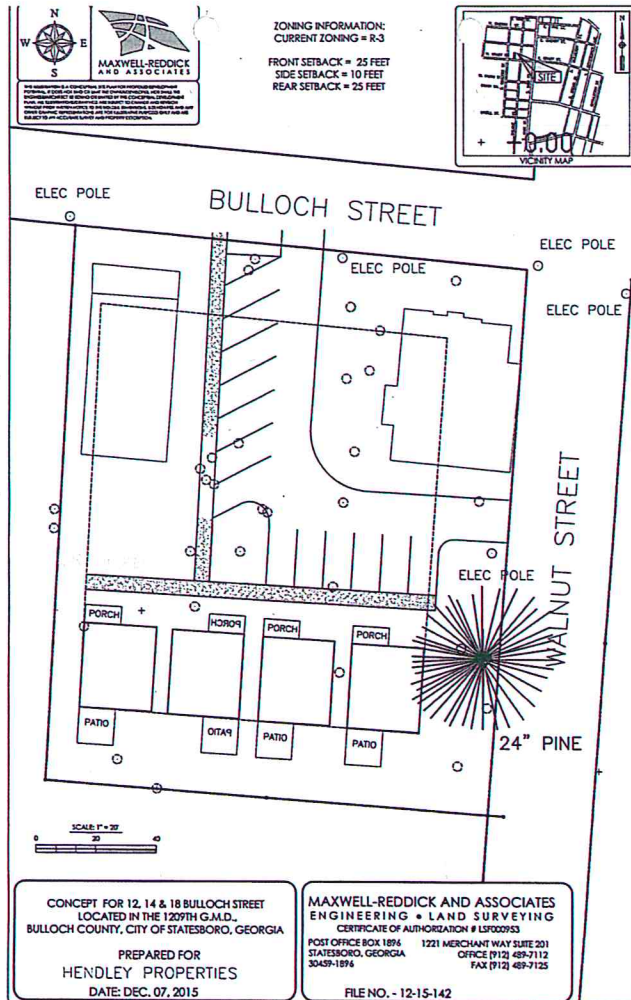 N
W E
S
MAXWELL-REDDICK
AND ASSOCIATES
ZONING INFORMATION:
CURRENT ZONING = R-3
FRONT SETBACK = 25 FEET
SIDE SETBACK = 10 FEET
REAR SETBACK = 25 FEET
N
SITE
VICINITY MAP
ELEC POLE
BULLOCH STREET
ELEC POLE
ELEC POLE
ELEC POLE
WALNUT STREET
ELEC POLE
PORCH
PORCH
PORCH
PORCH
PATIO
PATIO
PATIO
PATIO
24" PINE
SCALE: 1" = 20'
0 20 40
CONCEPT FOR 12, 14 & 18 BULLOCH STREET
LOCATED IN THE 1209TH G.M.D.,
BULLOCH COUNTY, CITY OF STATESBORO, GEORGIA
PREPARED FOR
HENDLEY PROPERTIES
DATE: DEC. 07, 2015
MAXWELL-REDDICK AND ASSOCIATES
ENGINEERING • LAND SURVEYING
CERTIFICATE OF AUTHORIZATION # LSF000953
POST OFFICE BOX 1896 1221 MERCHANT WAY SUITE 201
STATESBORO, GEORGIA OFFICE (912) 489-7112
30459-1896 FAX (912) 489-7125
FILE NO. - 12-15-142